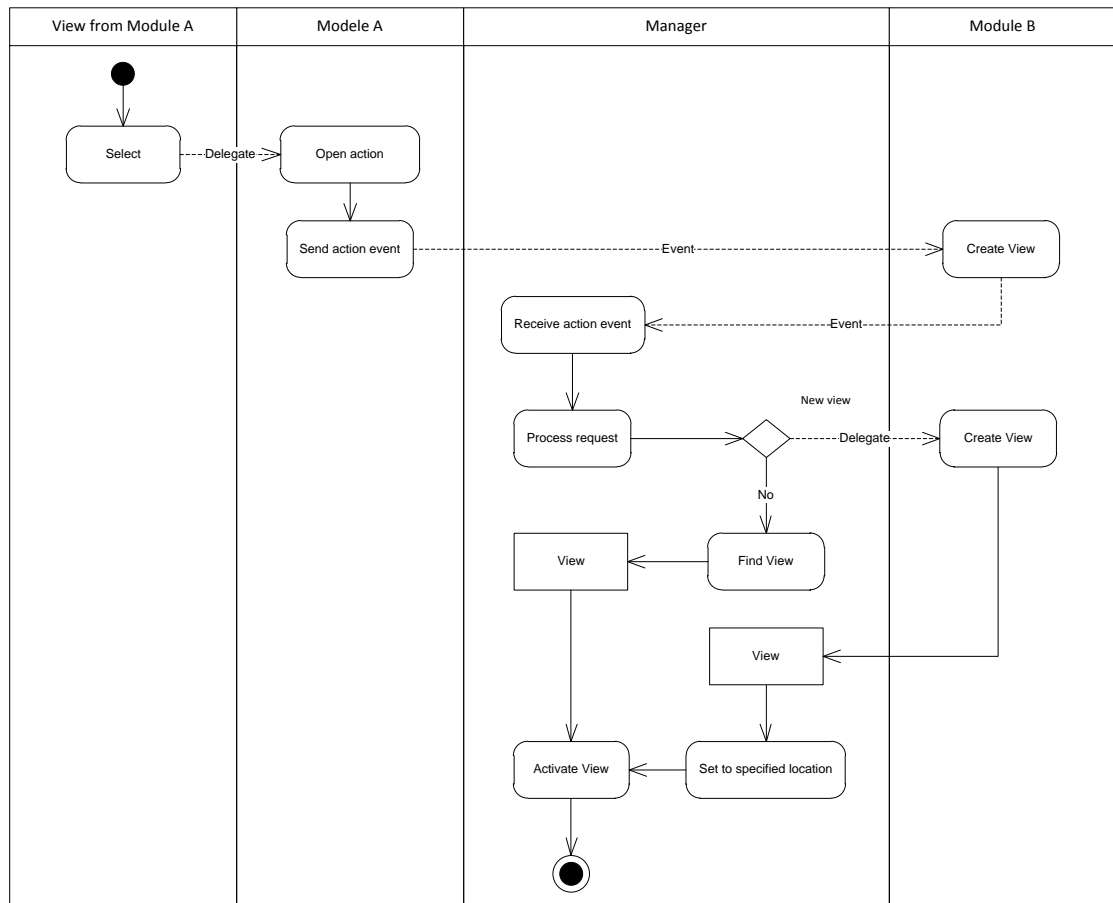 View from Module A
Modele A
Manager
Module B
Select
Delegate
Open action
Send action event
Event
Create View
Receive action event
Event
New view
Process request
Delegate
Create View
No
View
Find View
View
Activate View
Set to specified location